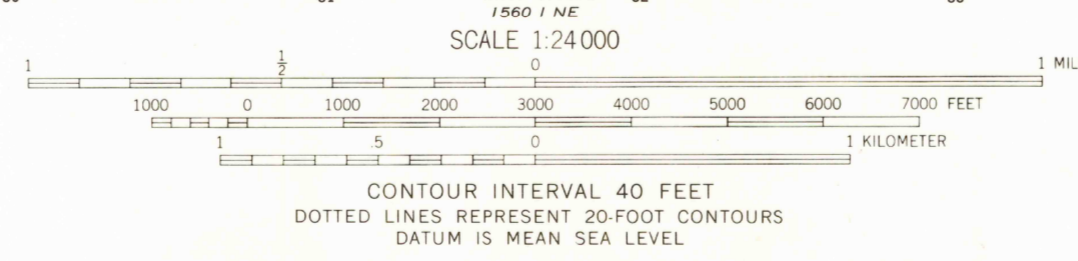 1560 I NE
SCALE 1:24 000
1 1/2 0 1 MIL
1000 0 1000 2000 3000 4000 5000 6000 7000 FEET
1 .5 0 1 KILOMETER
CONTOUR INTERVAL 40 FEET
DOTTED LINES REPRESENT 20-FOOT CONTOURS
DATUM IS MEAN SEA LEVEL